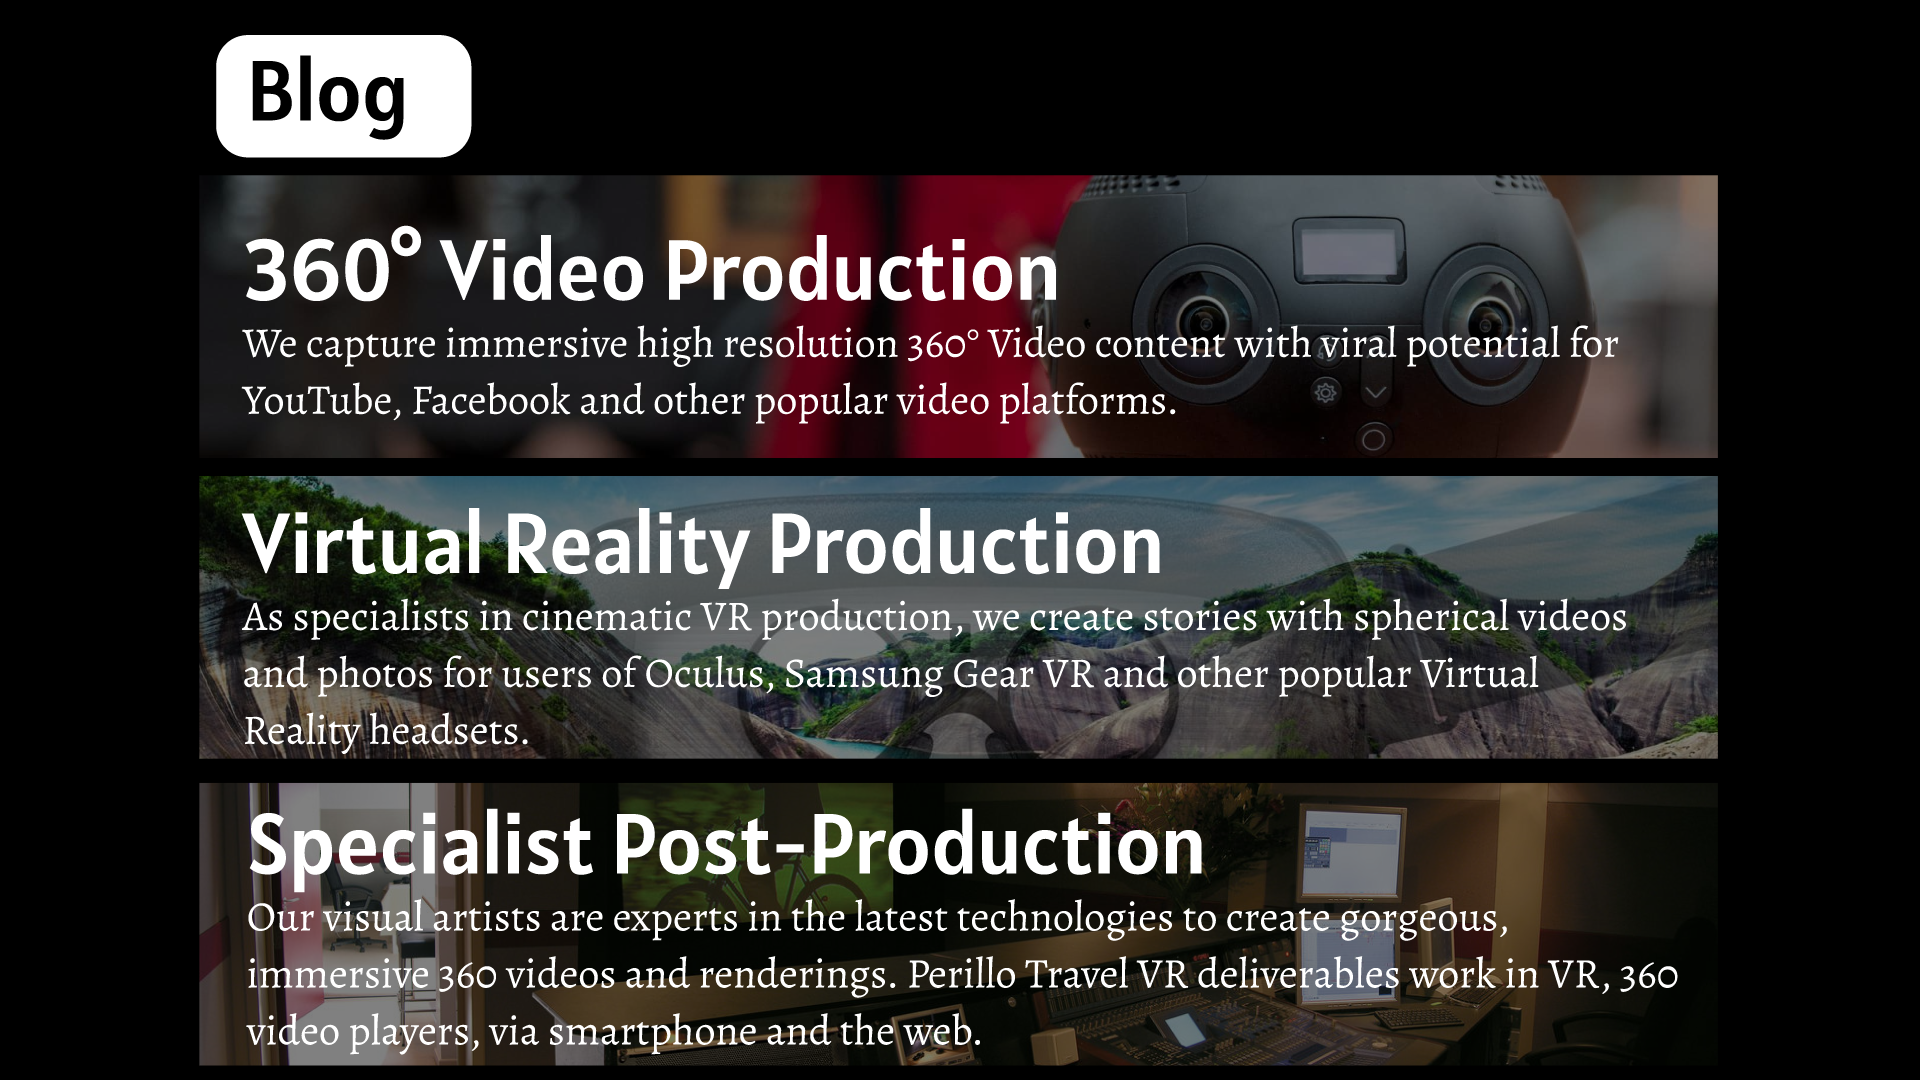 Blog
360° Video Production
We capture immersive high resolution 360° Video content with viral potential for
YouTube, Facebook and other popular video platforms.
Virtual Reality Production
As specialists in cinematic VR production, we create stories with spherical videos
and photos for users of Oculus, Samsung Gear VR and other popular Virtual
Reality headsets.
Specialist Post-Production
Our visual artists are experts in the latest technologies to create gorgeous,
immersive 360 videos and renderings. Perillo Travel VR deliverables work in VR, 360
video players, via smartphone and the web.